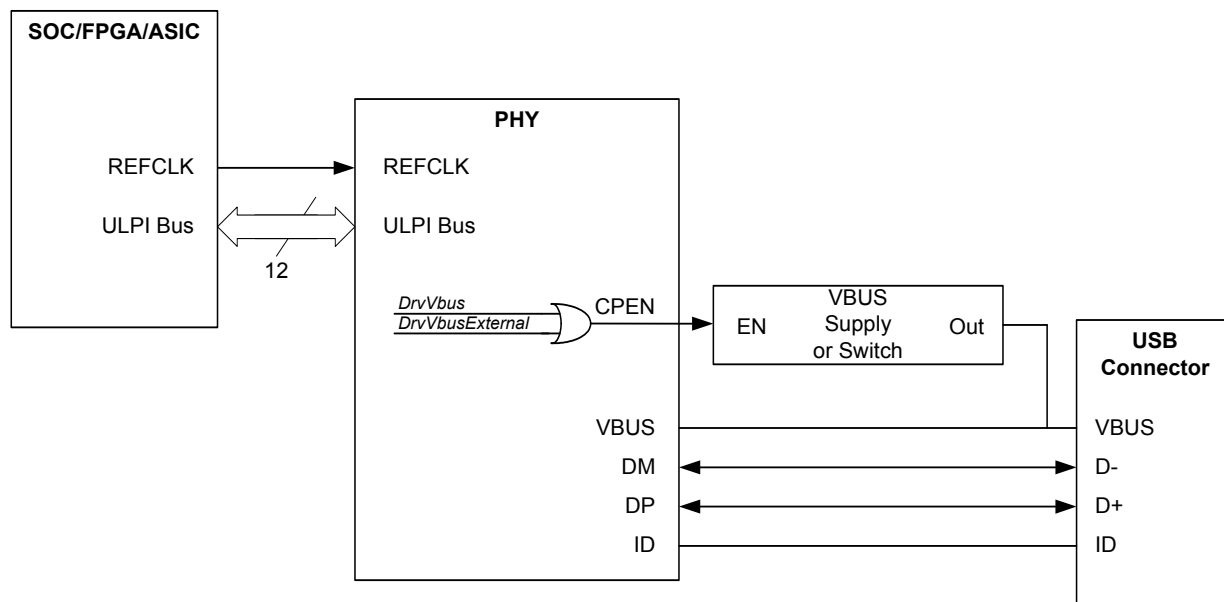 SOC/FPGA/ASIC
REFCLK
ULPI Bus
12
PHY
REFCLK
ULPI Bus
DrvVbus
DrvVbusExternal
CPEN
VBUS
DM
DP
ID
EN
VBUS
Supply
or Switch
Out
USB
Connector
VBUS
D-
D+
ID